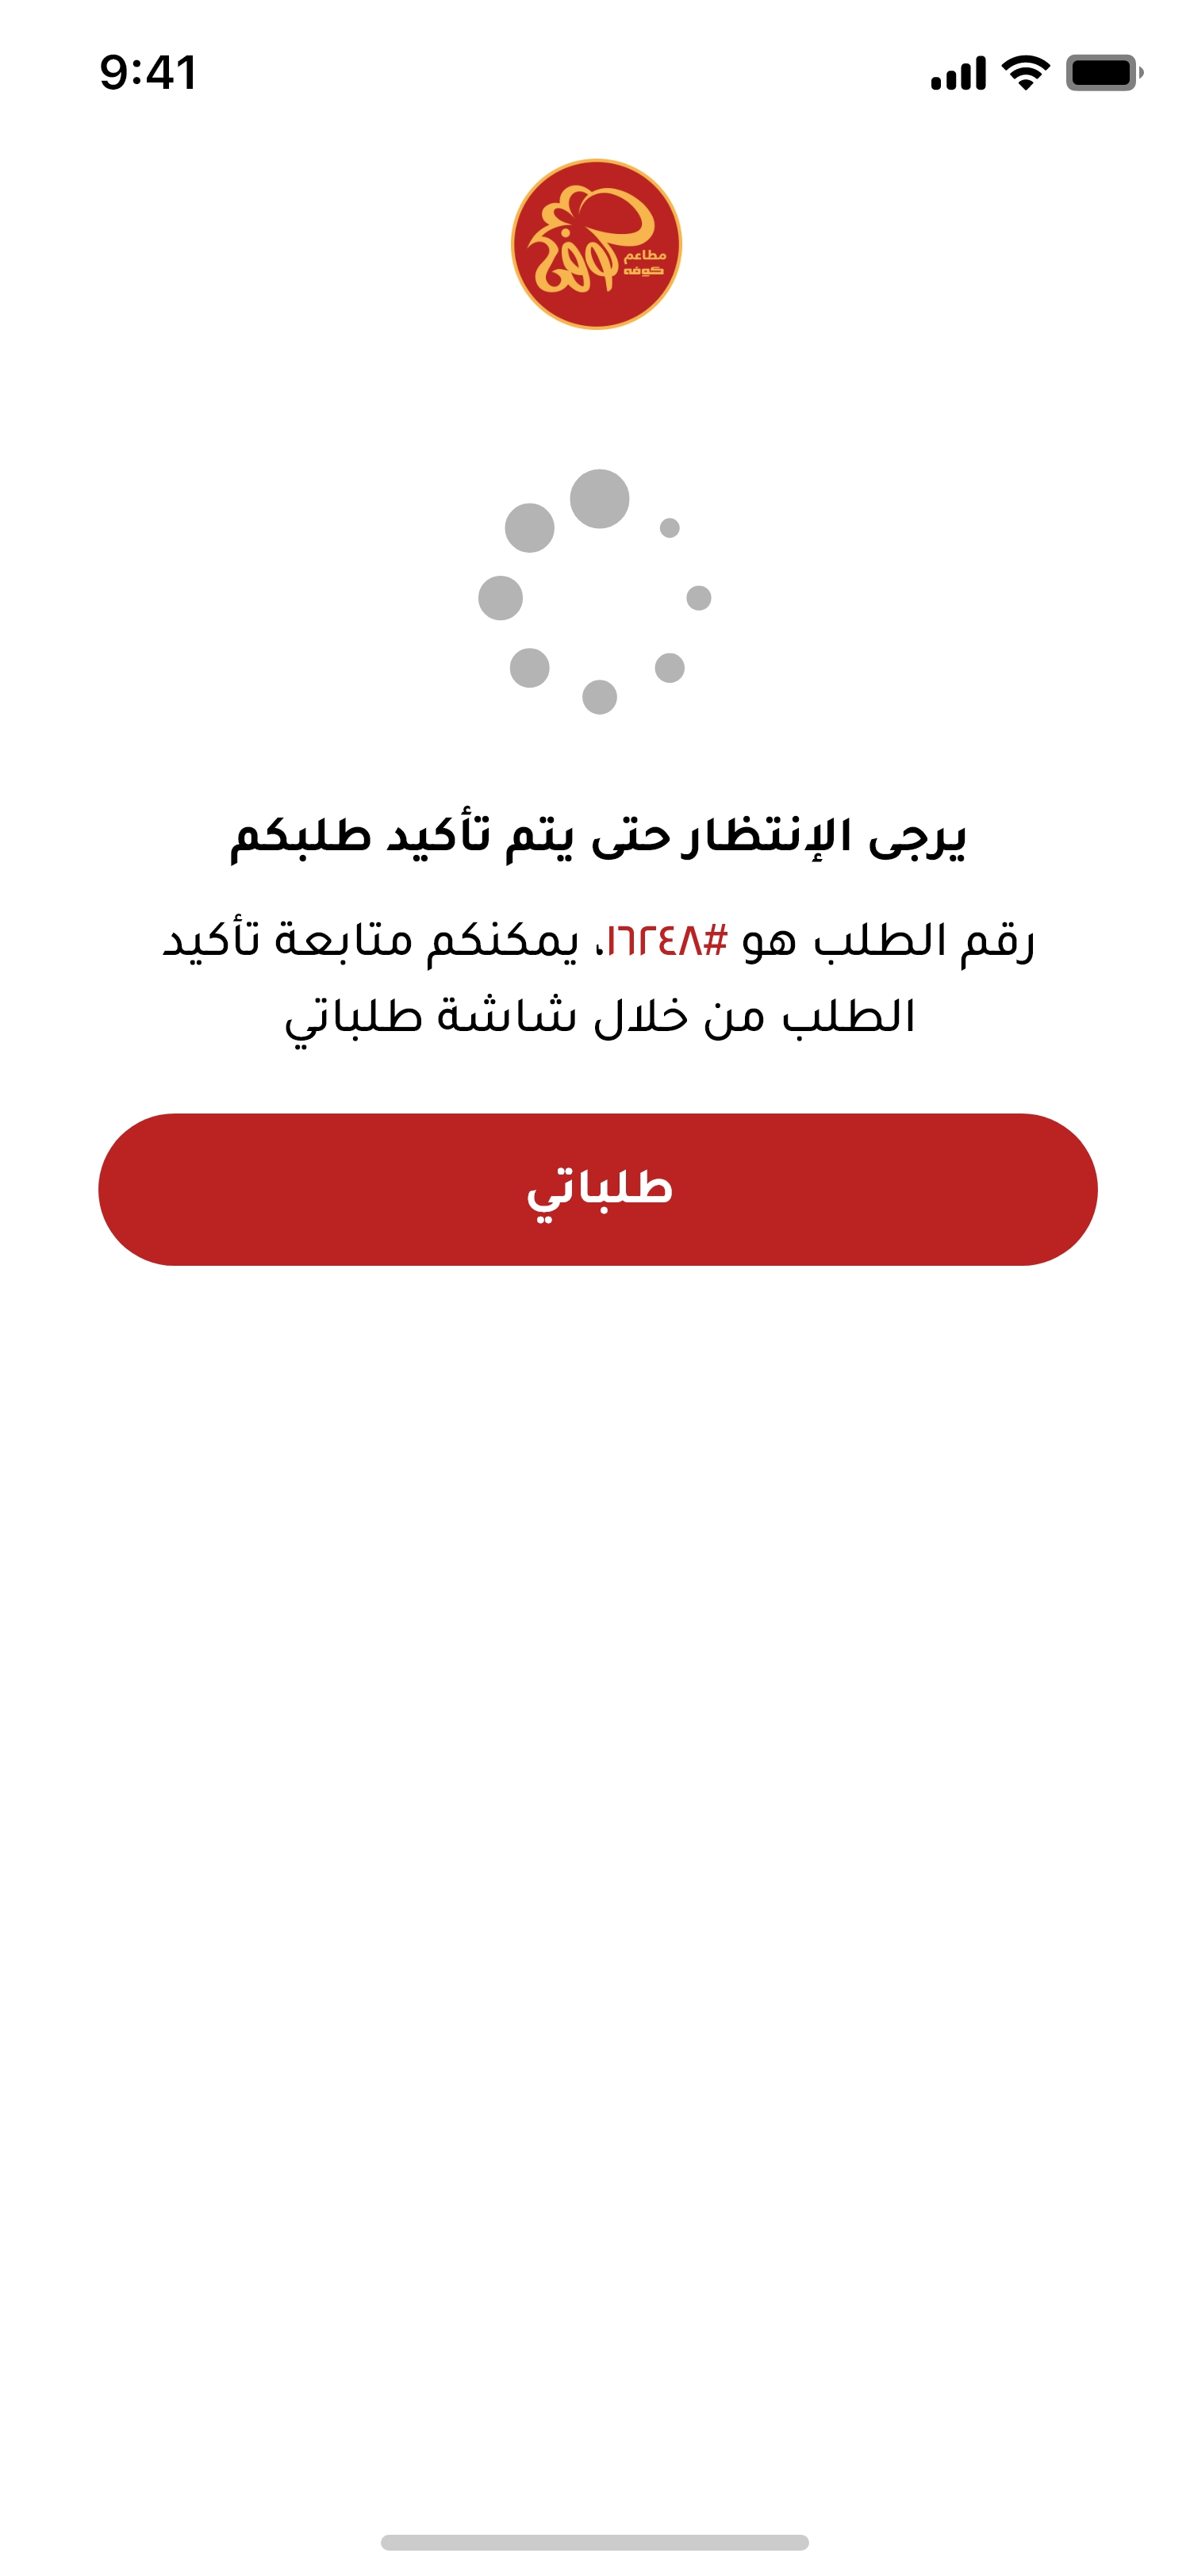 9:41
كوفة
مطاعم
كوفه
يرجى الإنتظار حتى يتم تأكيد طلبكم
رقم الطلب هو #١٦٢٤٨، يمكنكم متابعة تأكيد
الطلب من خلال شاشة طلباتي
طلباتي